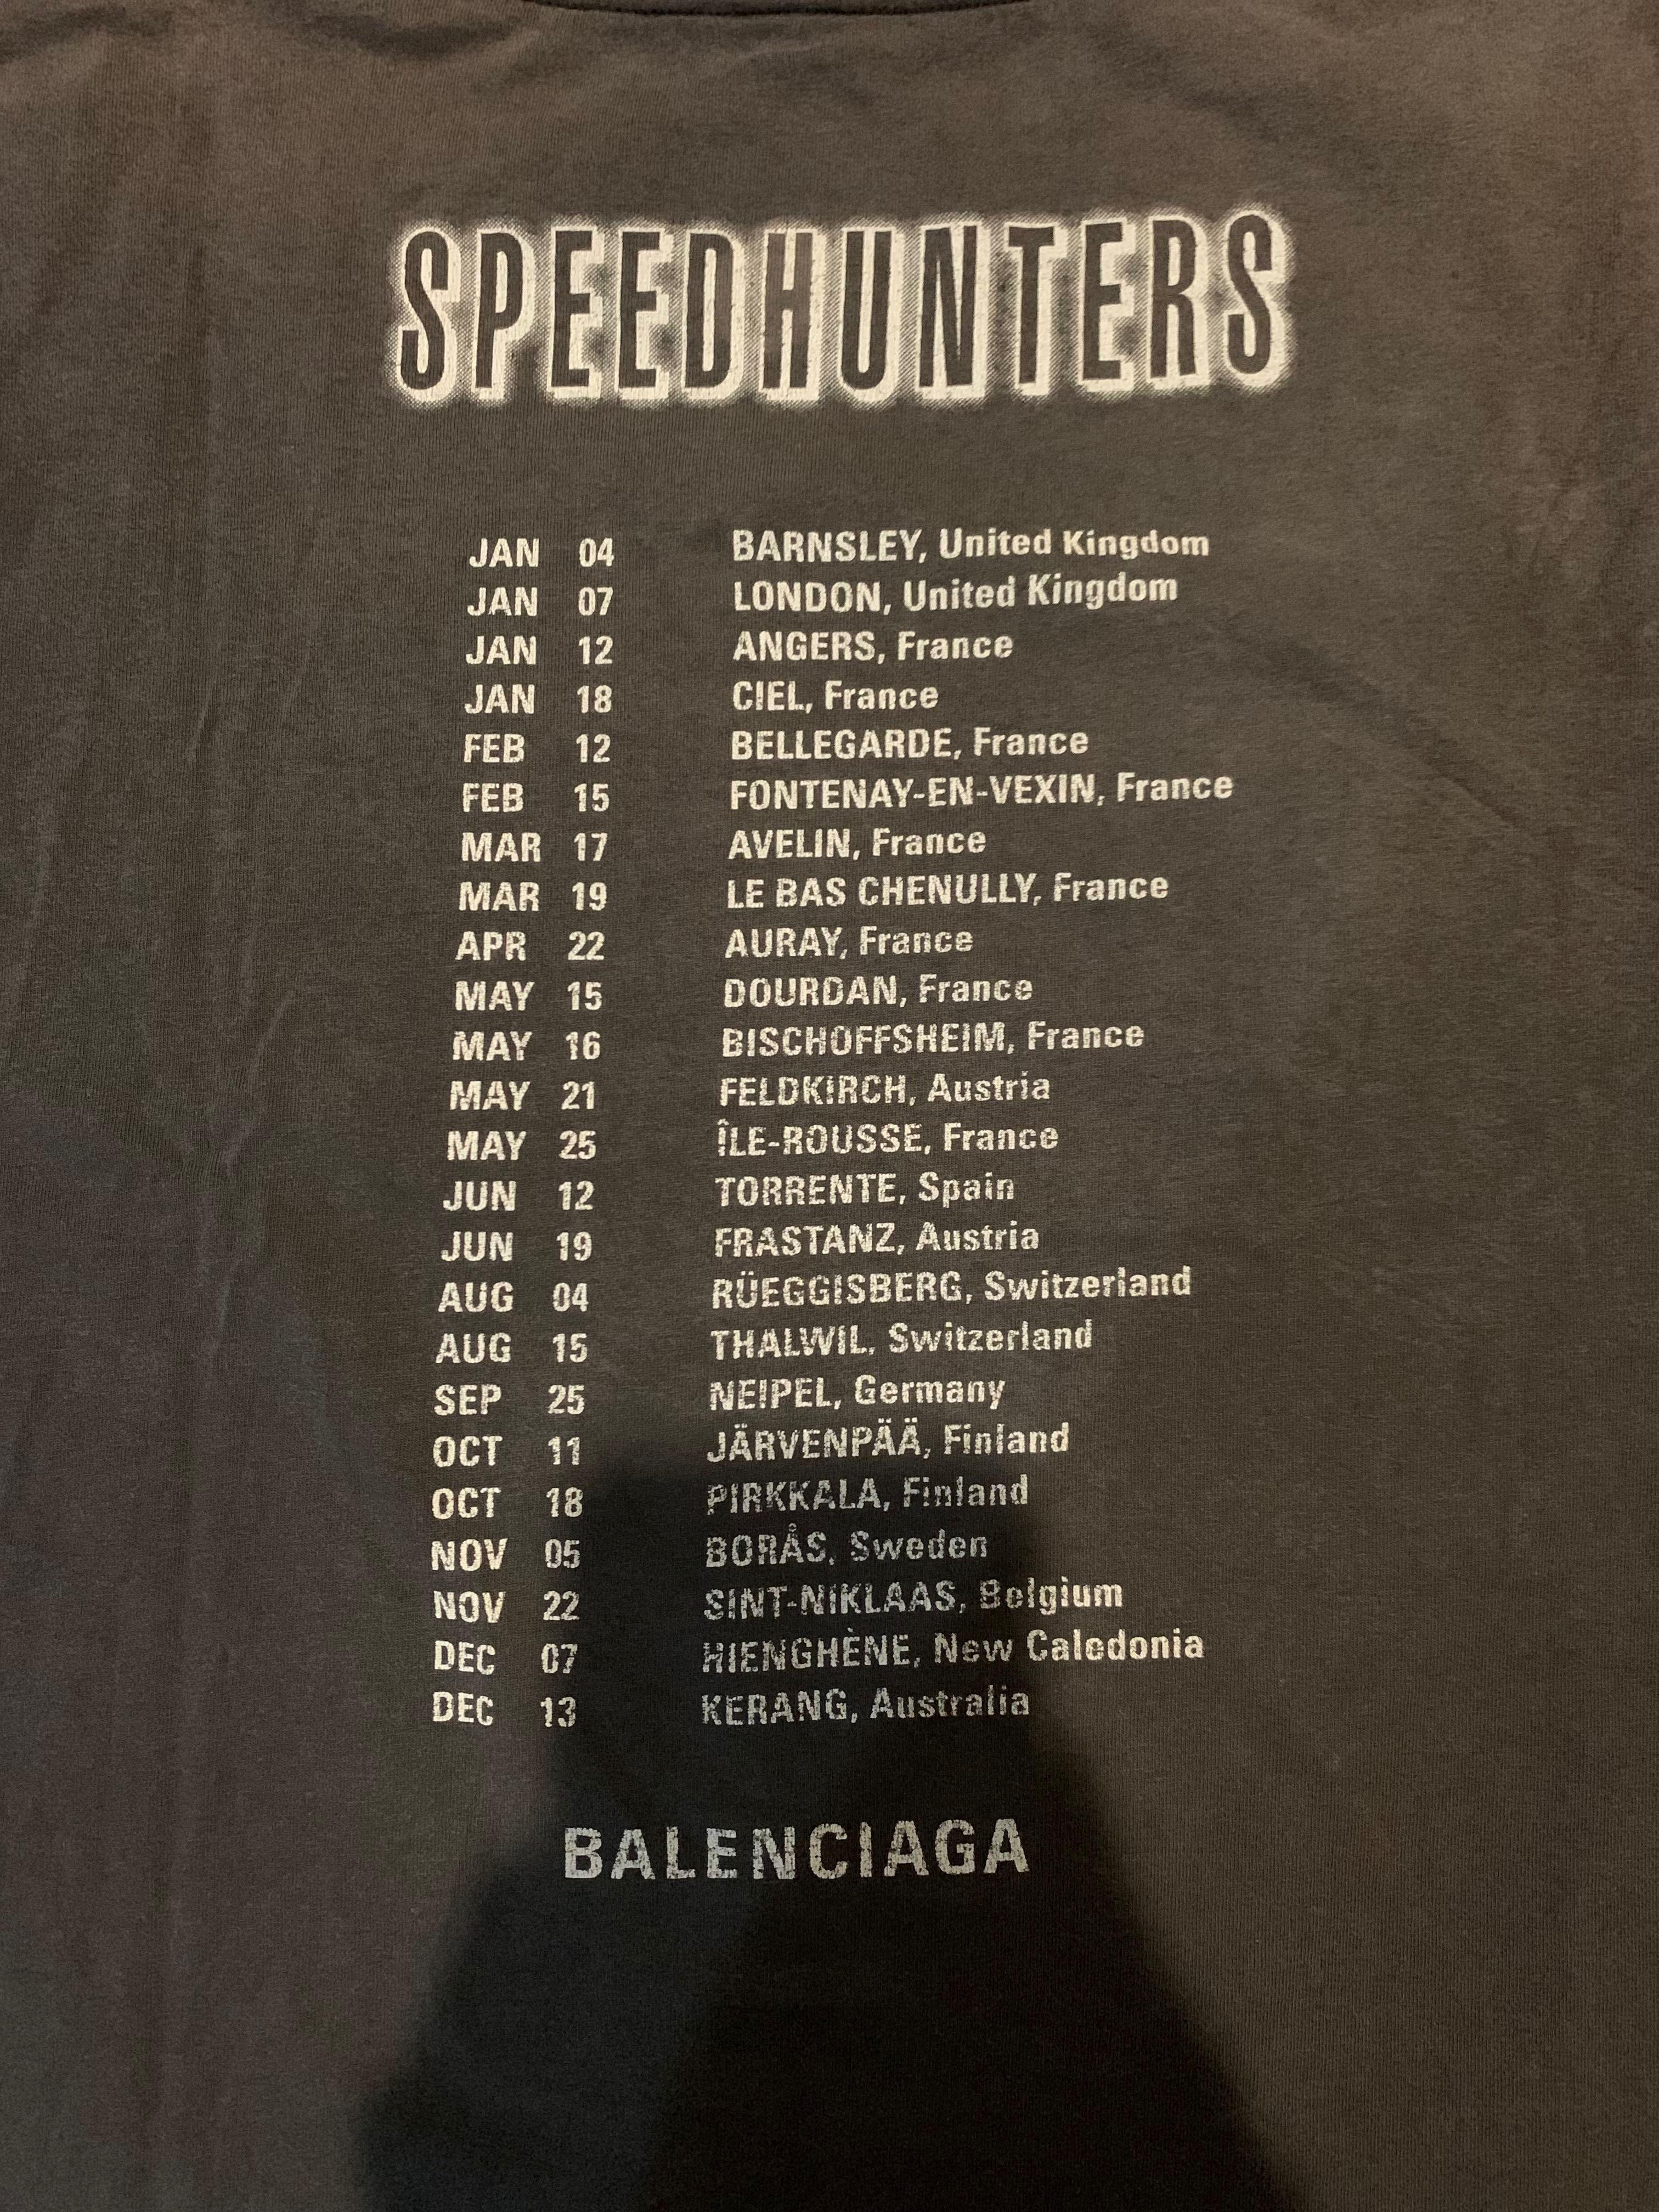 SPEEDHUNTERS
JAN 04 BARNSLEY, United Kingdom
JAN 07 LONDON, United Kingdom
JAN 12 ANGERS, France
JAN 18 CIEL, France
FEB 12 BELLEGARDE, France
FEB 15 FONTENAY-EN-VEXIN, France
MAR 17 AVELIN, France
MAR 19 LE BAS CHENULLY, France
APR 22 AURAY, France
MAY 15 DOURDAN, France
MAY 16 BISCHOFFSHEIM, France
MAY 21 FELDKIRCH, Austria
MAY 25 ÎLE-ROUSSE, France
JUN 12 TORRENTE, Spain
JUN 19 FRASTANZ, Austria
AUG 04 RÜEGGISBERG, Switzerland
AUG 15 THALWIL, Switzerland
SEP 25 NEIPEL, Germany
OCT 11 JÄRVENPÄÄ, Finland
OCT 18 PIRKKALA, Finland
NOV 05 BORÅS, Sweden
NOV 22 SINT-NIKLAAS, Belgium
DEC 07 HIENGHÈNE, New Caledonia
DEC 13 KERANG, Australia
BALENCIAGA